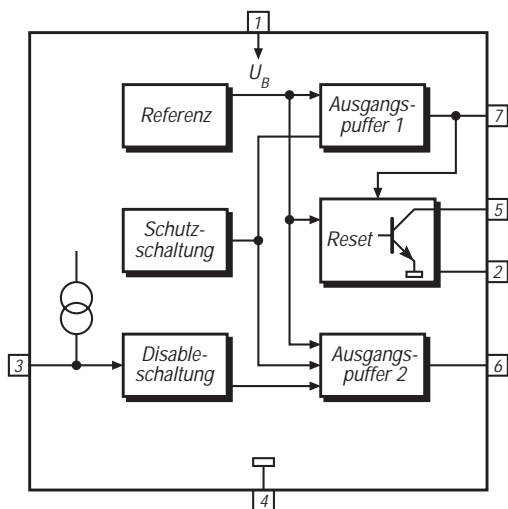 1
U_B
Referenz
Ausgangs-
puffer 1
7
Schutz-
schaltung
Reset
5
2
3
Disable-
schaltung
Ausgangs-
puffer 2
6
4